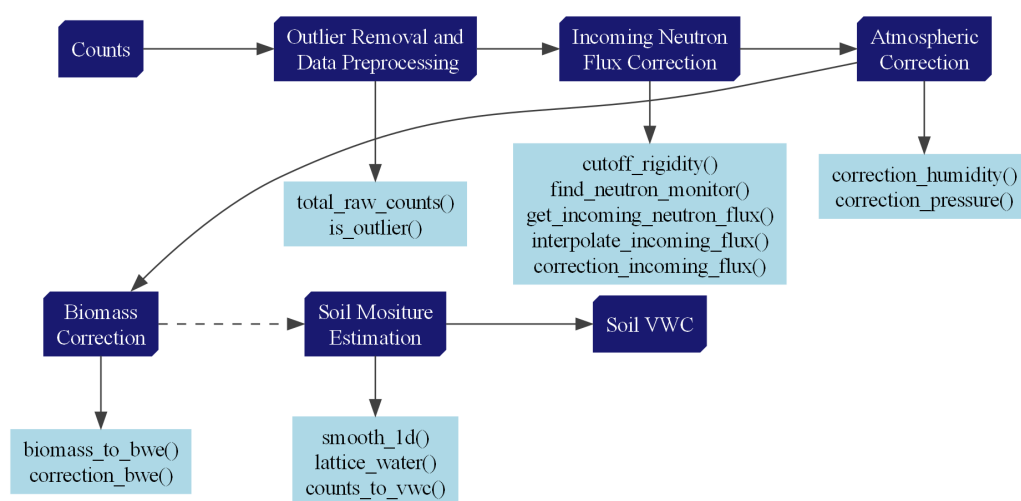 Counts
Outlier Removal and
Data Preprocessing
Incoming Neutron
Flux Correction
Atmospheric
Correction
total_raw_counts()
is_outlier()
cutoff_rigidity()
find_neutron_monitor()
get_incoming_neutron_flux()
interpolate_incoming_flux()
correction_incoming_flux()
correction_humidity()
correction_pressure()
Biomass
Correction
Soil Mositure
Estimation
Soil VWC
biomass_to_bwe()
correction_bwe()
smooth_1d()
lattice_water()
counts_to_vwc()